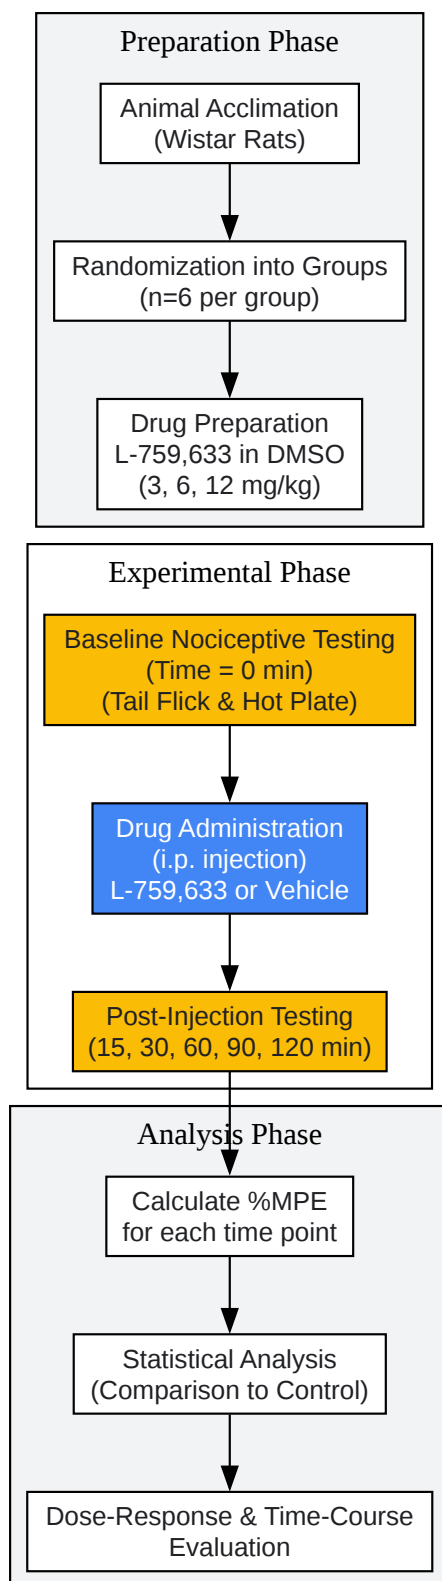 Preparation Phase
Animal Acclimation
(Wistar Rats)
Randomization into Groups
(n=6 per group)
Drug Preparation
L-759,633 in DMSO
(3, 6, 12 mg/kg)
Experimental Phase
Baseline Nociceptive Testing
(Time = 0 min)
(Tail Flick & Hot Plate)
Drug Administration
(i.p. injection)
L-759,633 or Vehicle
Post-Injection Testing
(15, 30, 60, 90, 120 min)
Analysis Phase
Calculate %MPE
for each time point
Statistical Analysis
(Comparison to Control)
Dose-Response & Time-Course
Evaluation